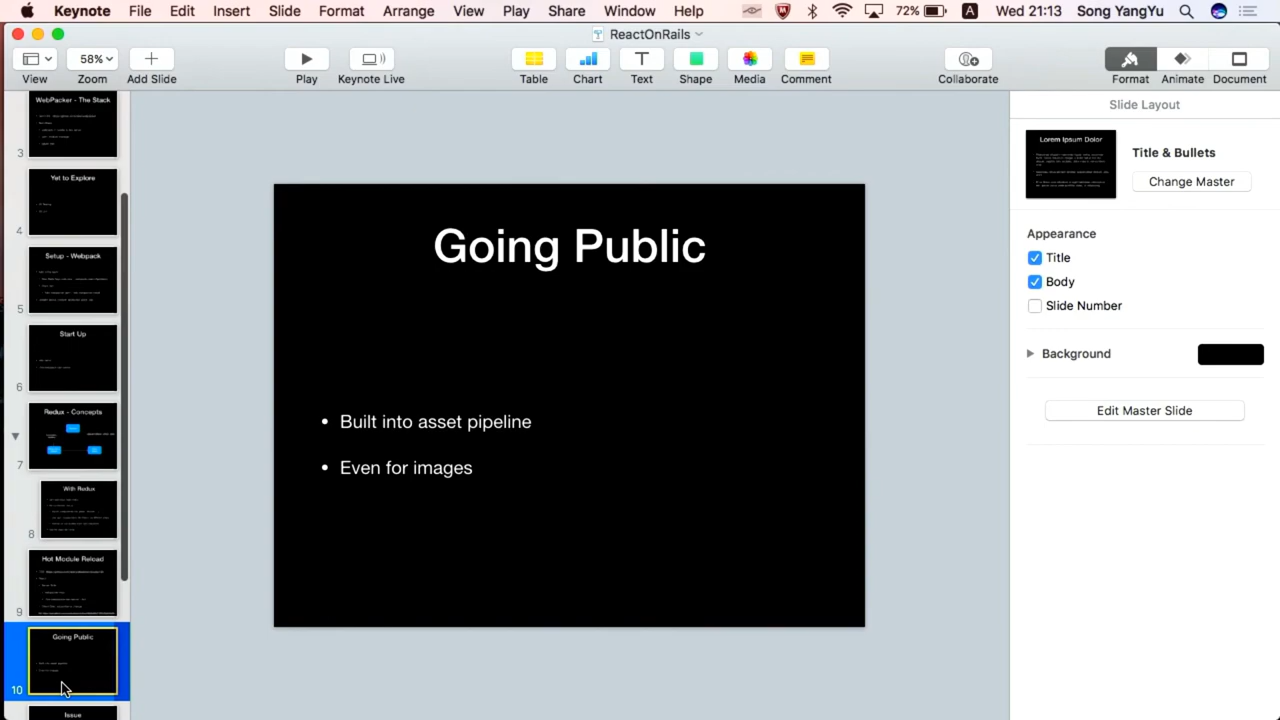 Keynote File Edit Insert Slide Format Arrange View Play Share Window Help 72% A Wed 21:13 Song YangYu
ReactOnRails
58%
View Zoom Add Slide Play Keynote Live Table Chart Text Shape Media Comment Collaborate Format Animate Document
WebPacker - The Stack
3
Yet to Explore
4
Setup - Webpack
5
Start Up
6
Redux - Concepts
7
With Redux
8
Hot Module Reload
9
Going Public
10
Issue
Going Public
• Built into asset pipeline
• Even for images
Slide Layout
Lorem Ipsum Dolor
Title & Bullets
Change Master
Appearance
Title
Body
Slide Number
Background
Edit Master Slide